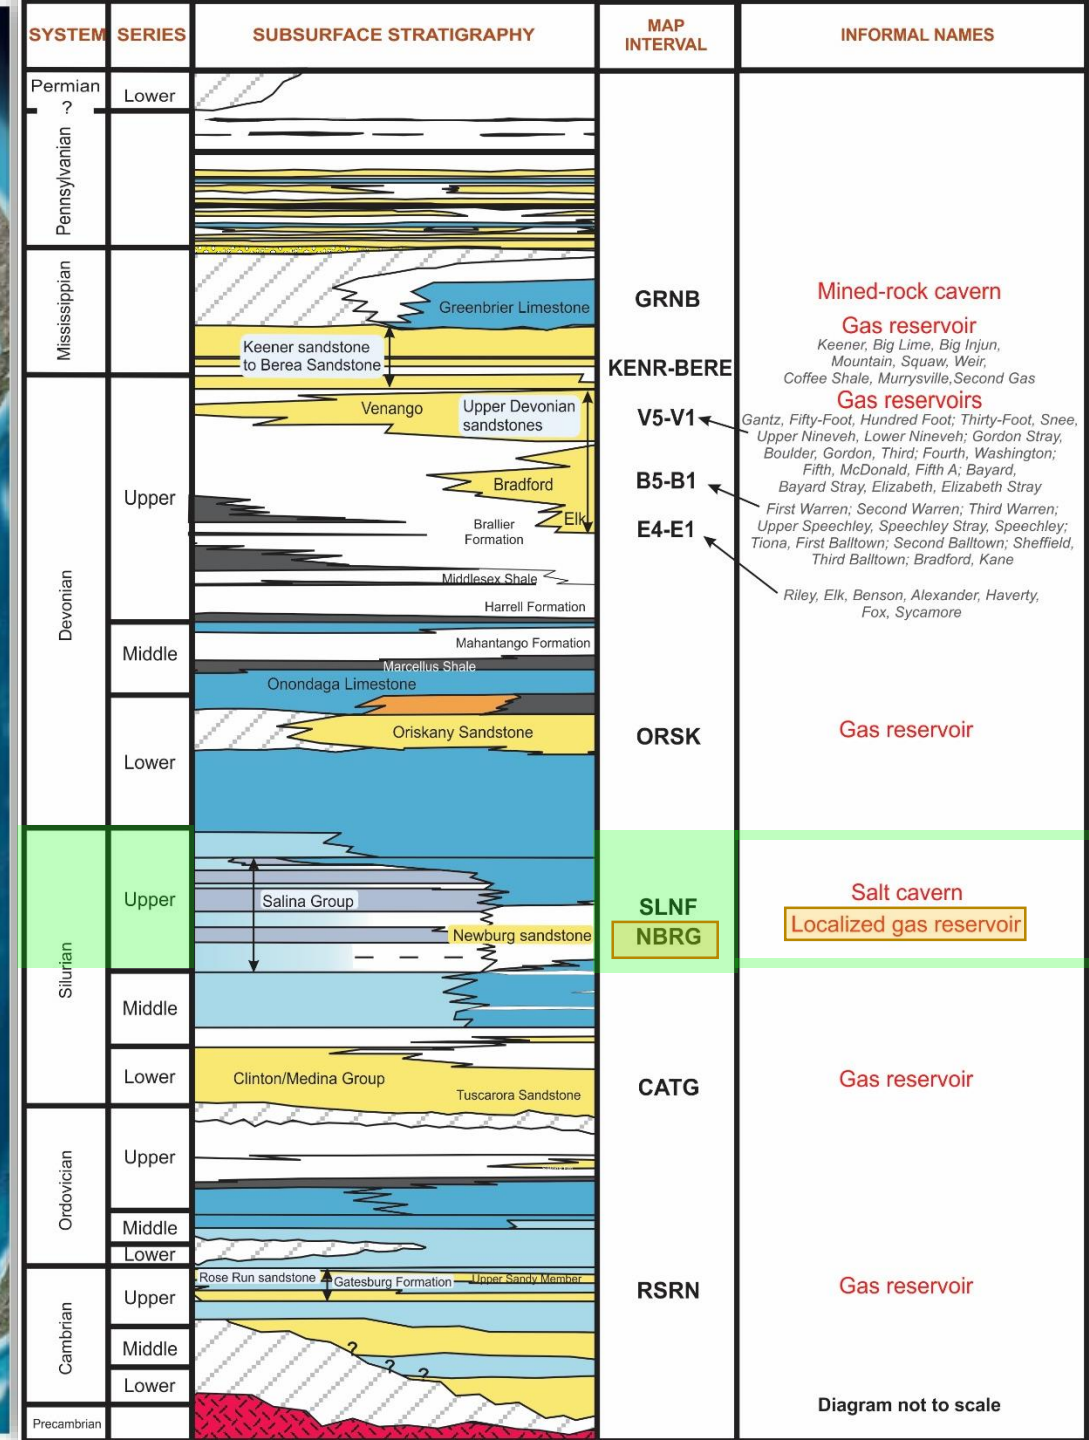 SYSTEM
SERIES
SUBSURFACE STRATIGRAPHY
MAP
INTERVAL
INFORMAL NAMES
Permian
?
Lower
Pennsylvanian
Mississippian
Greenbrier Limestone
GRNB
Mined-rock cavern
Keener sandstone
to Berea Sandstone
KENR-BERE
Gas reservoir
Keener, Big Lime, Big Injun,
Mountain, Squaw, Weir,
Coffee Shale, Murrysville,Second Gas
Devonian
Upper
Venango
Upper Devonian
sandstones
Bradford
Elk
Brallier
Formation
Middlesex Shale
Harrell Formation
V5-V1
B5-B1
E4-E1
Gas reservoirs
Gantz, Fifty-Foot, Hundred Foot; Thirty-Foot, Snee,
Upper Nineveh, Lower Nineveh; Gordon Stray,
Boulder, Gordon, Third; Fourth, Washington;
Fifth, McDonald, Fifth A; Bayard,
Bayard Stray, Elizabeth, Elizabeth Stray
First Warren; Second Warren; Third Warren;
Upper Speechley, Speechley Stray, Speechley;
Tiona, First Balltown; Second Balltown; Sheffield,
Third Balltown; Bradford, Kane
Riley, Elk, Benson, Alexander, Haverty,
Fox, Sycamore
Middle
Mahantango Formation
Marcellus Shale
Onondaga Limestone
Lower
Oriskany Sandstone
ORSK
Gas reservoir
Silurian
Upper
Salina Group
Newburg sandstone
SLNF
NBRG
Salt cavern
Localized gas reservoir
Middle
Lower
Clinton/Medina Group
Tuscarora Sandstone
CATG
Gas reservoir
Ordovician
Upper
Middle
Lower
Cambrian
Upper
Rose Run sandstone
Gatesburg Formation
Upper Sandy Member
RSRN
Gas reservoir
Middle
Lower
?
?
?
Precambrian
Diagram not to scale